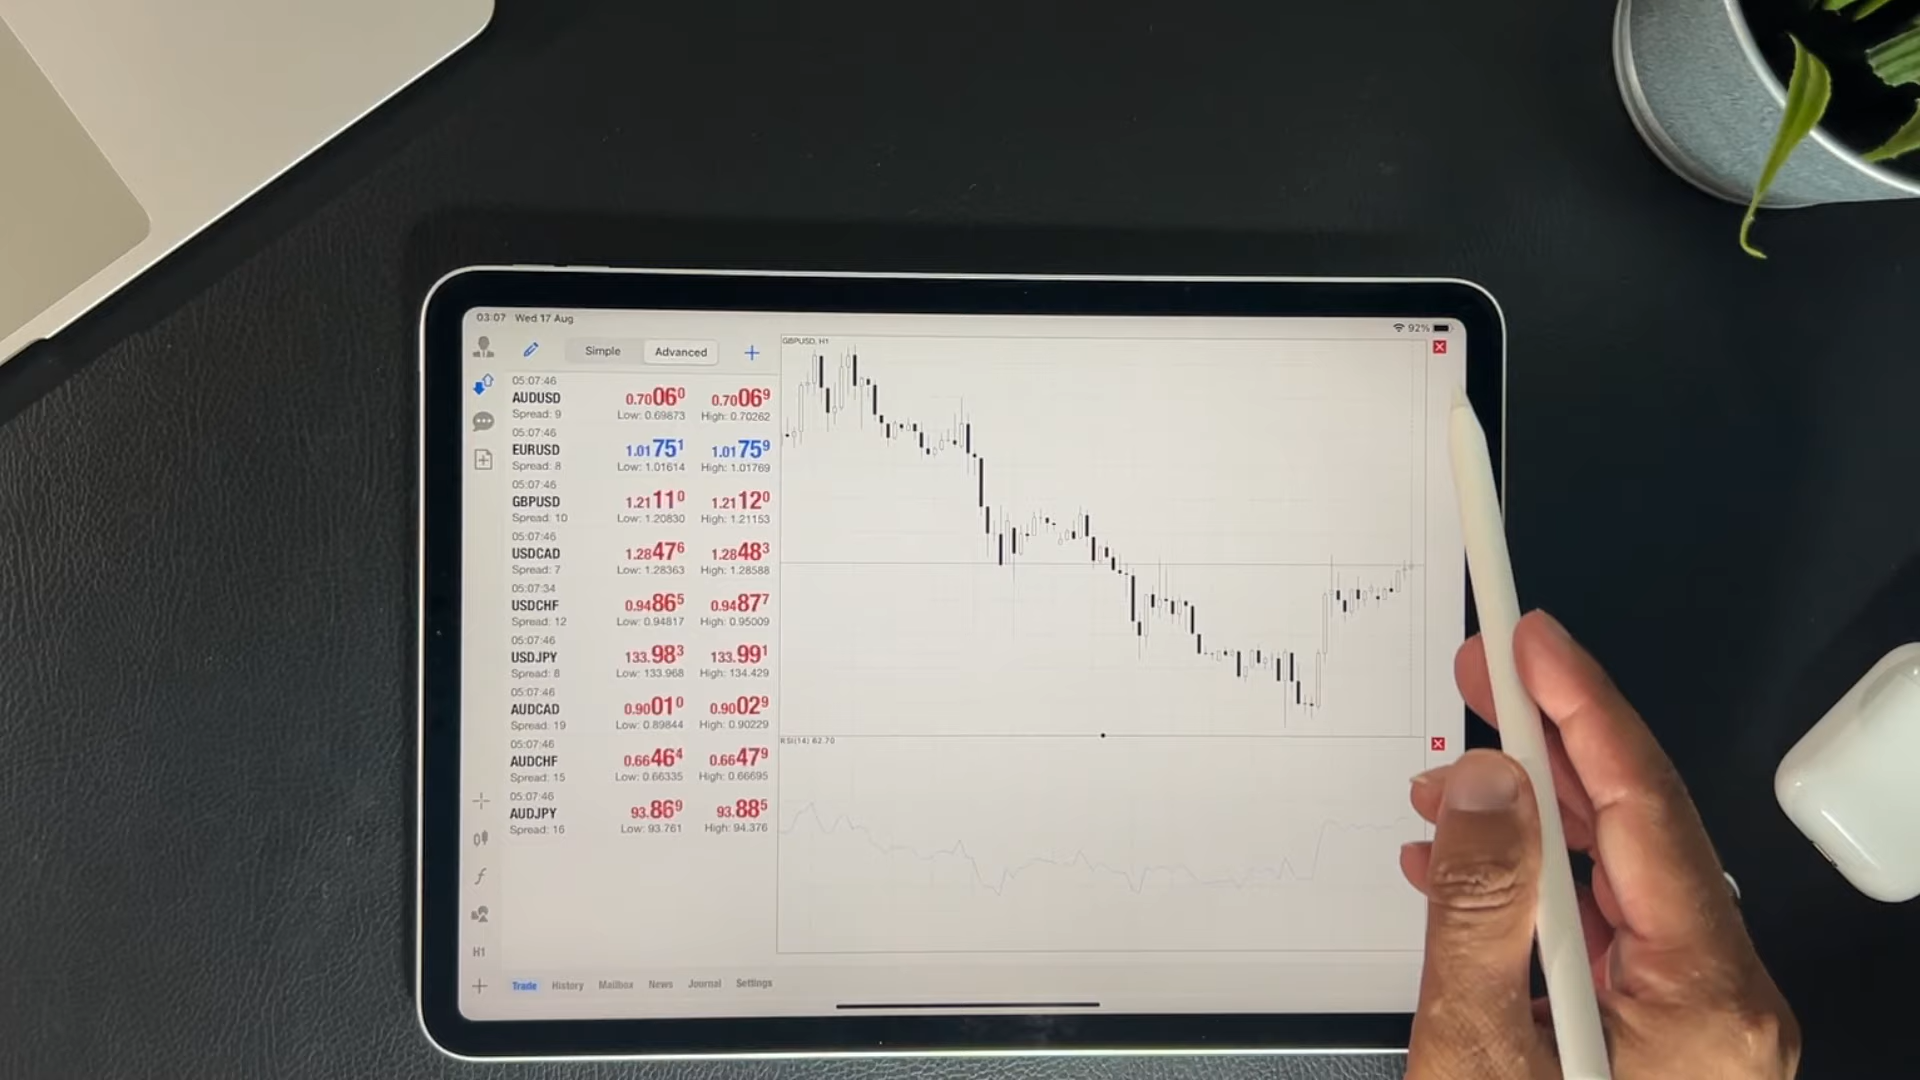 03:07 Wed 17 Aug
92%
Simple Advanced
GBPUSD, H1
05:07:46
AUDUSD 0.70060 0.70069
Spread: 9 Low: 0.69873 High: 0.70262
05:07:46
EURUSD 1.01751 1.01759
Spread: 8 Low: 1.01614 High: 1.01769
05:07:46
GBPUSD 1.21110 1.21120
Spread: 10 Low: 1.20830 High: 1.21153
05:07:46
USDCAD 1.28476 1.28483
Spread: 7 Low: 1.28363 High: 1.28588
05:07:34
USDCHF 0.94865 0.94877
Spread: 12 Low: 0.94817 High: 0.95009
05:07:46
USDJPY 133.983 133.991
Spread: 8 Low: 133.968 High: 134.429
05:07:46
AUDCAD 0.90010 0.90029
Spread: 19 Low: 0.89844 High: 0.90229
05:07:46
AUDCHF 0.66464 0.66479
Spread: 15 Low: 0.66335 High: 0.66695
05:07:46
AUDJPY 93.869 93.885
Spread: 16 Low: 93.761 High: 94.376
RSI(14) 62.70
H1
Trade History Mailbox News Journal Settings